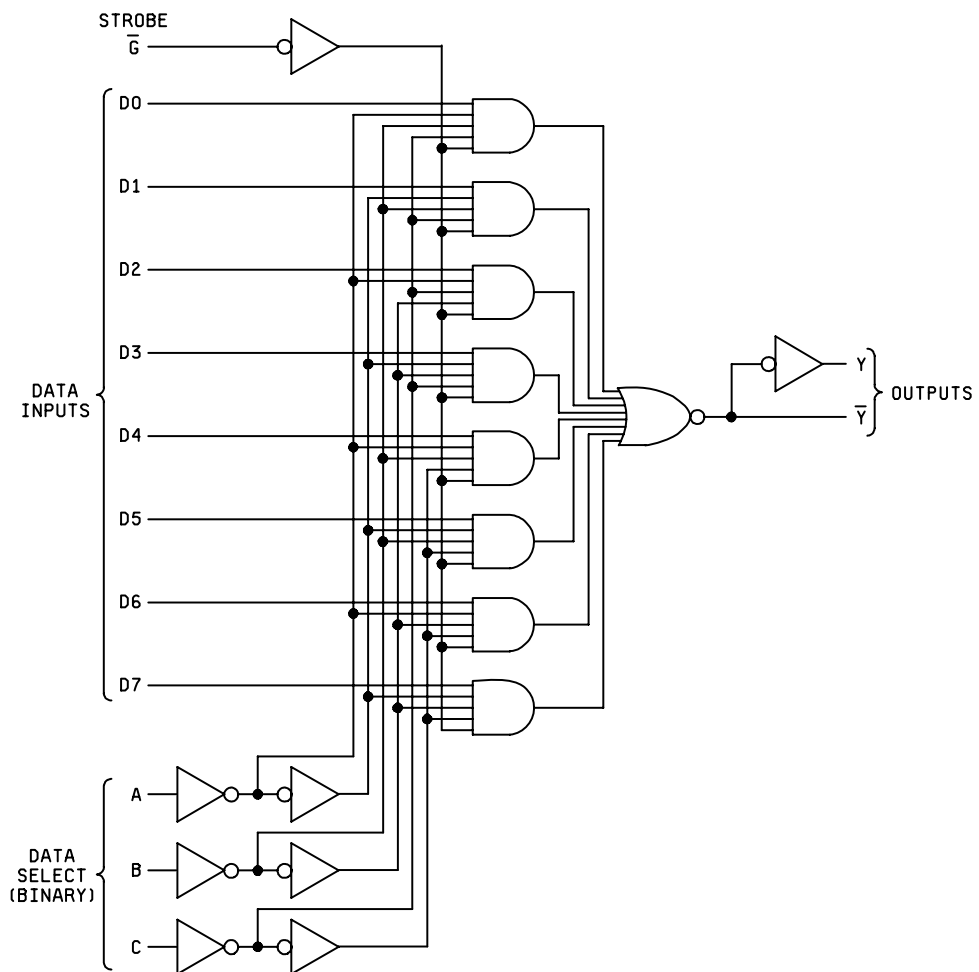 STROBE
G̅
D0
D1
D2
D3
DATA
INPUTS
D4
D5
D6
D7
Y
Y̅
OUTPUTS
A
DATA
SELECT
(BINARY)
B
C